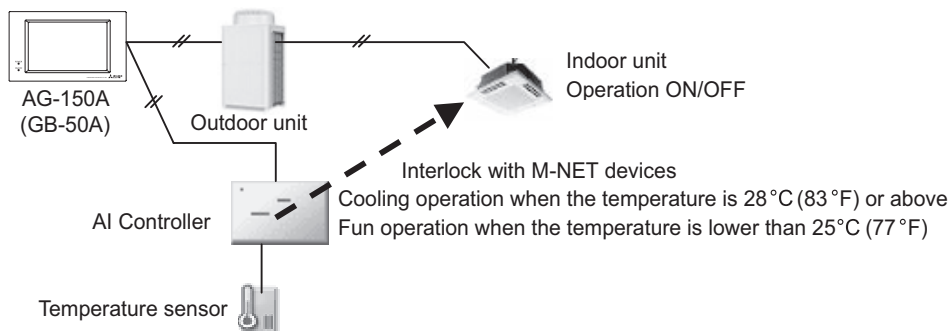 AG-150A
(GB-50A)
Outdoor unit
Indoor unit
Operation ON/OFF
Interlock with M-NET devices
AI Controller
Cooling operation when the temperature is 28°C (83°F) or above
Fun operation when the temperature is lower than 25°C (77°F)
Temperature sensor